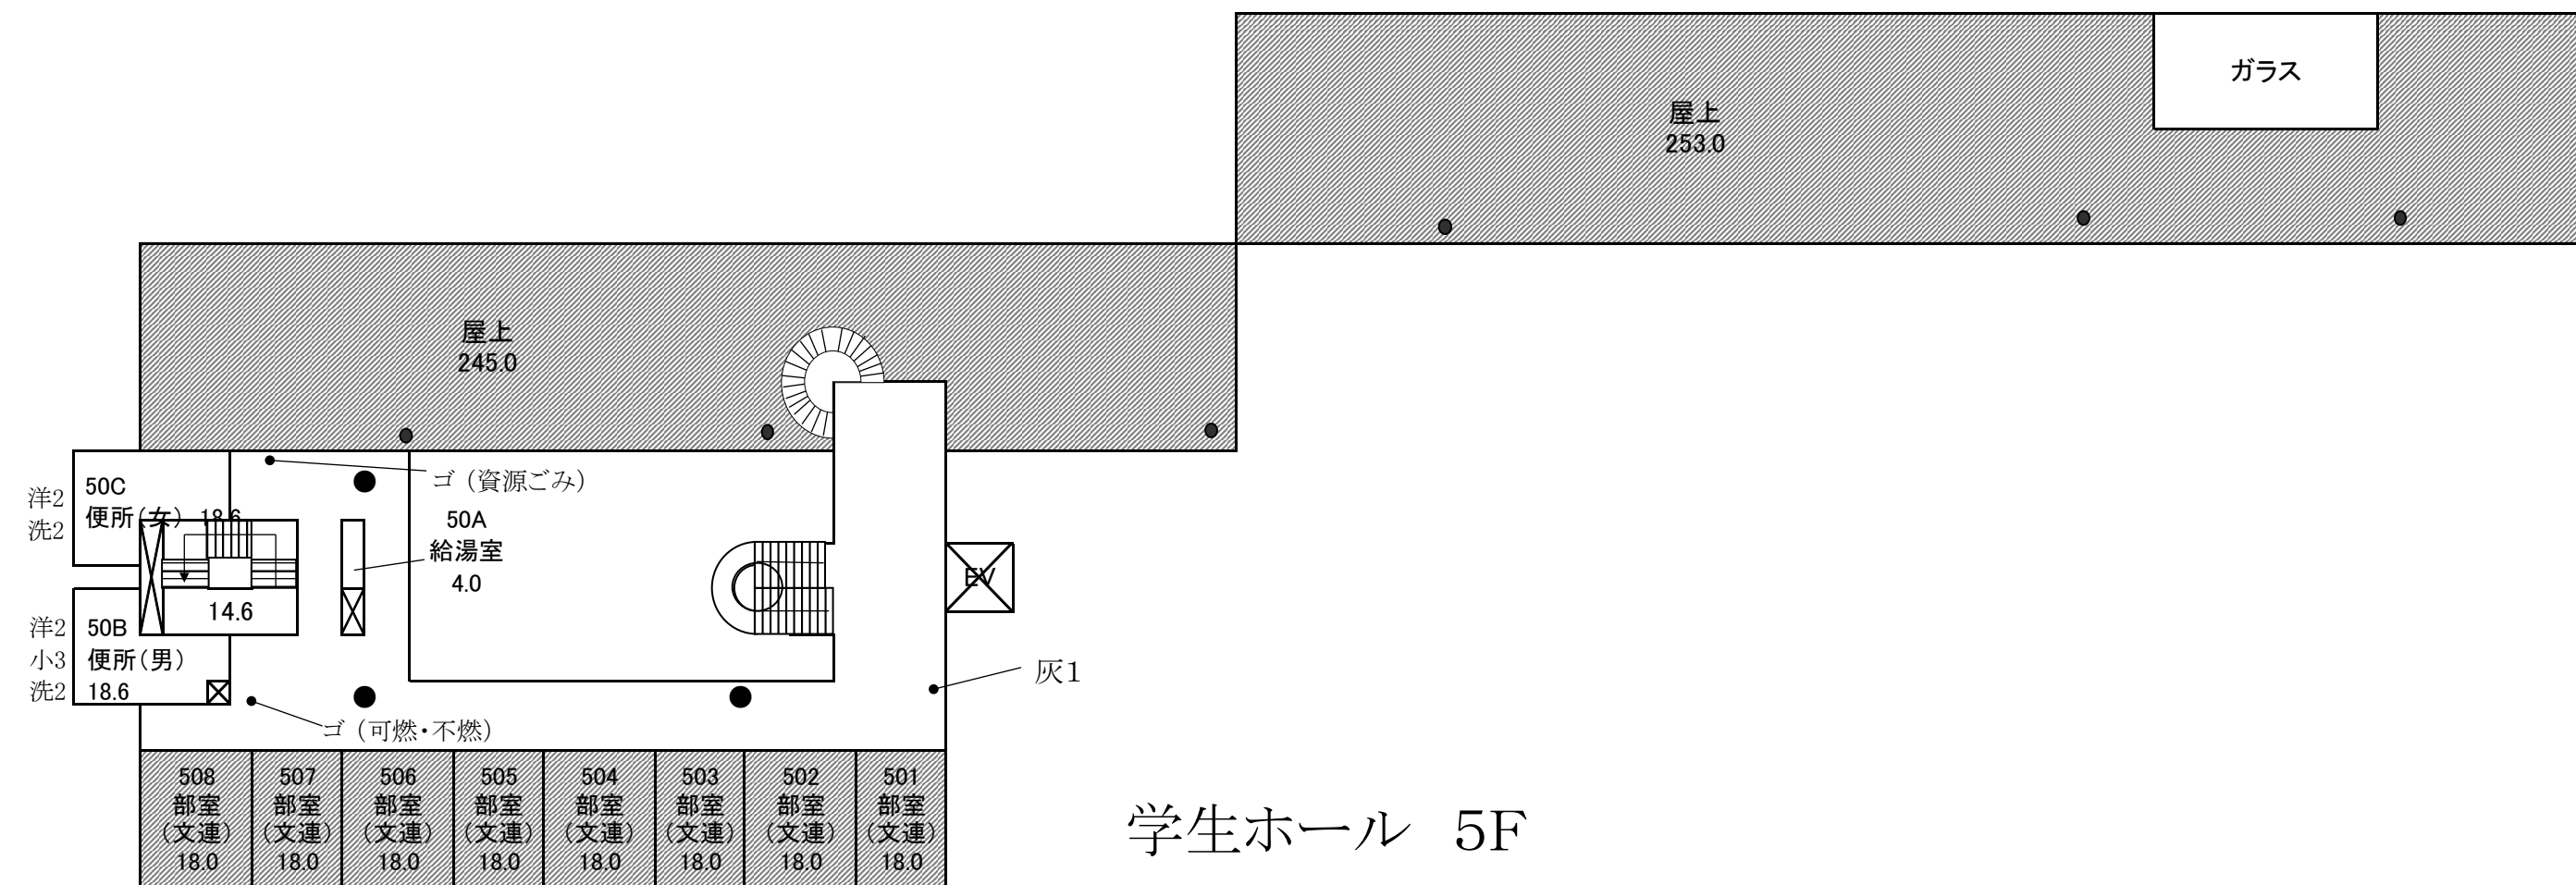 ガラス
屋上
253.0
屋上
245.0
ゴ（資源ごみ）
50C
便所（女） 18.6
洋2
洗2
50A
給湯室
4.0
EV
14.6
洋2
小3
洗2
50B
便所（男）
18.6
灰1
ゴ（可燃・不燃）
508
部室
（文連）
18.0
507
部室
（文連）
18.0
506
部室
（文連）
18.0
505
部室
（文連）
18.0
504
部室
（文連）
18.0
503
部室
（文連）
18.0
502
部室
（文連）
18.0
501
部室
（文連）
18.0
学生ホール 5F